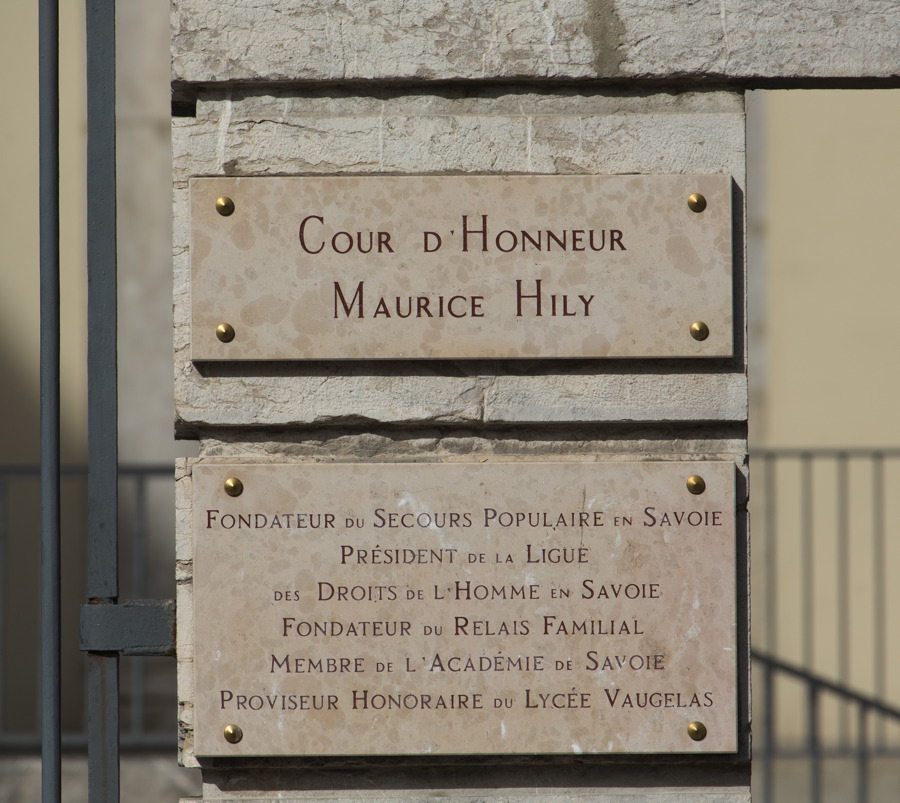 Cour d'Honneur
Maurice Hily
Fondateur du Secours Populaire en Savoie
Président de la Ligue
des Droits de l'Homme en Savoie
Fondateur du Relais Familial
Membre de l'Académie de Savoie
Proviseur Honoraire du Lycée Vaugelas